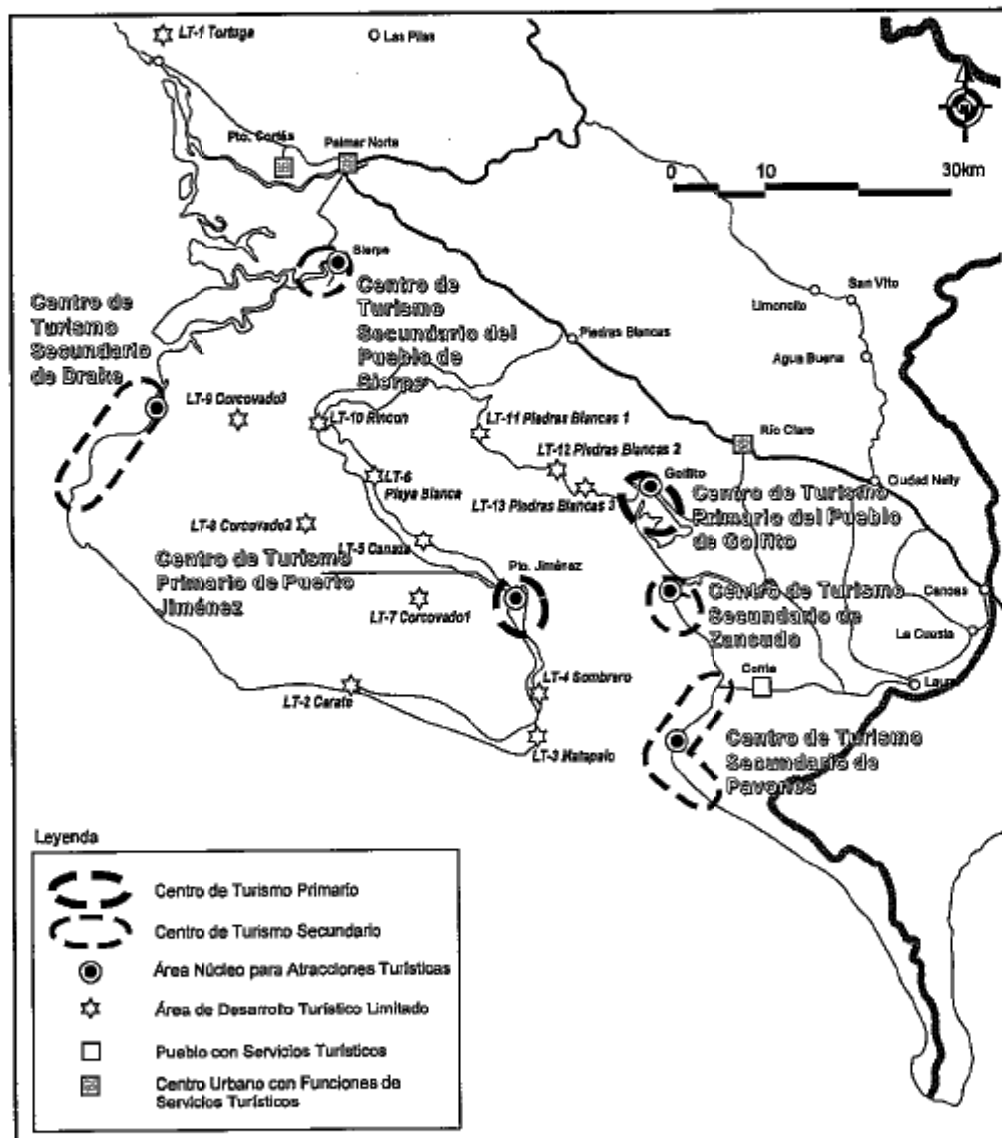 LT-1 Tortuga
Las Pilas
Pto. Cortés
Palmar Norte
0 10 30km
Sierpe
Centro de
Turismo
Secundario
de Drake
Centro de
Turismo
Secundario del
Pueblo de
Sierpe
San Vito
Limoncito
Piedras Blancas
Agua Buena
LT-9 Corcovado3
LT-10 Rincon
LT-11 Piedras Blancas 1
LT-12 Piedras Blancas 2
Río Claro
LT-6
Playa Blanca
LT-13 Piedras Blancas 3
Golfito
Ciudad Neily
Centro de Turismo
Primario del Pueblo
de Golfito
LT-8 Corcovado2
LT-5 Canaza
Centro de Turismo
Primario de Puerto
Jiménez
Pto. Jiménez
LT-7 Corcovado1
Centro de Turismo
Secundario de
Zancudo
Canoas
La Cuesta
LT-2 Carate
LT-4 Sombrero
Conte
Laurel
LT-3 Matapalo
Centro de Turismo
Secundario de
Pavones
Leyenda
Centro de Turismo Primario
Centro de Turismo Secundario
Área Núcleo para Atracciones Turísticas
Área de Desarrollo Turístico Limitado
Pueblo con Servicios Turísticos
Centro Urbano con Funciones de
Servicios Turísticos